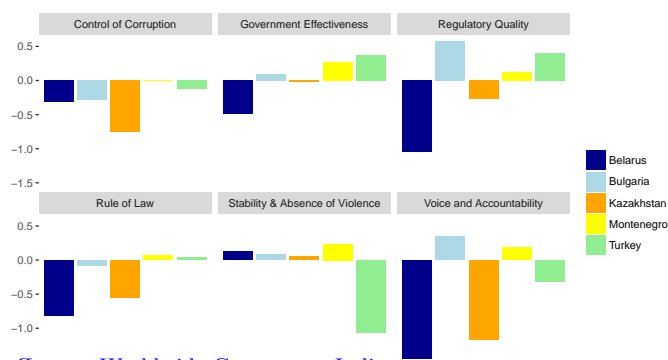 Control of Corruption
Government Effectiveness
Regulatory Quality
0.5
0.0
−0.5
−1.0
−1.5
Rule of Law
Stability & Absence of Violence
Voice and Accountability
0.5
0.0
−0.5
−1.0
Belarus
Bulgaria
Kazakhstan
Montenegro
Turkey